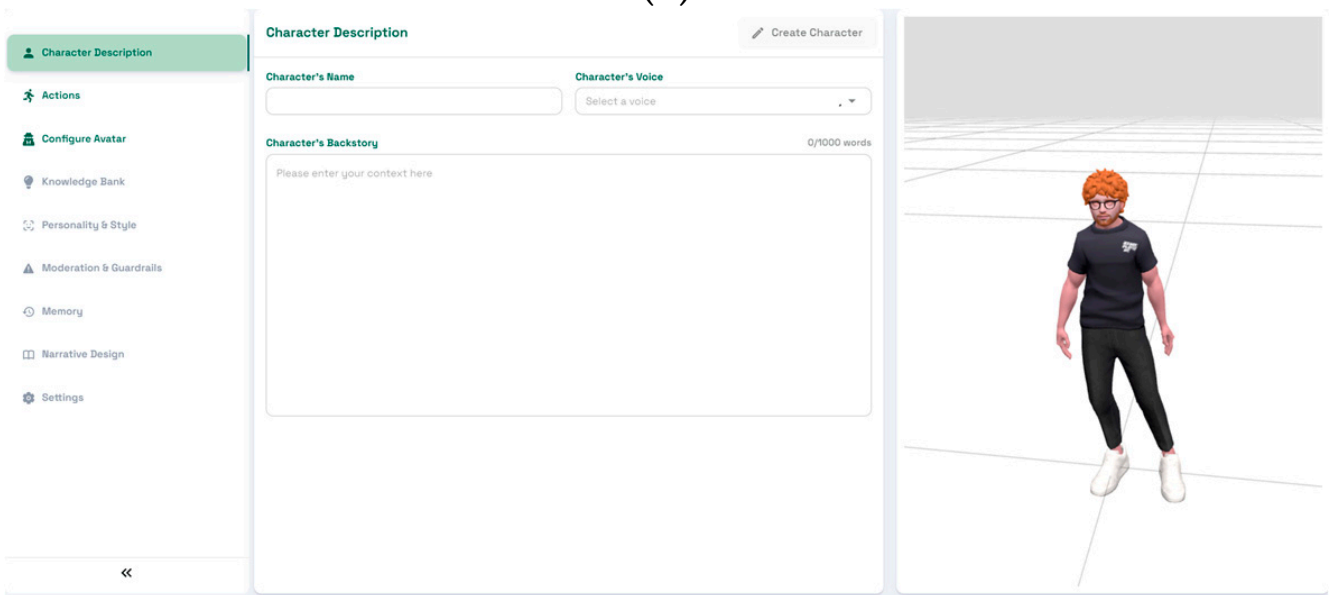 Character Description
Actions
Configure Avatar
Knowledge Bank
Personality & Style
Moderation & Guardrails
Memory
Narrative Design
Settings
Character Description
Create Character
Character's Name
Character's Voice
Select a voice
Character's Backstory
0/1000 words
Please enter your context here